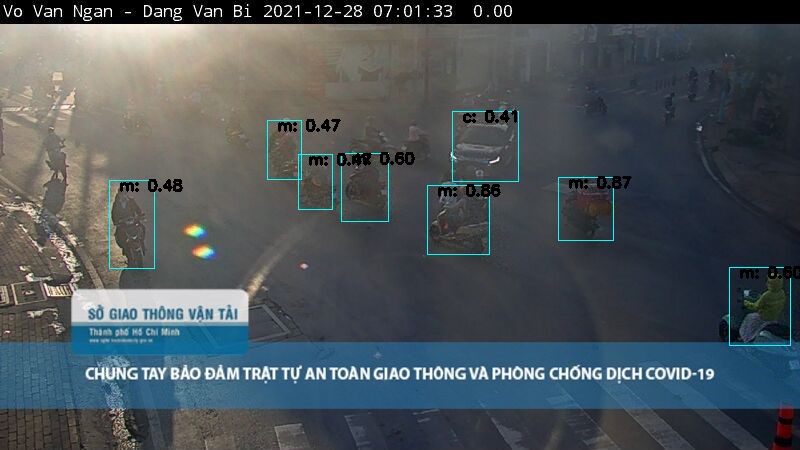 Vo Van Ngan - Dang Van Bi 2021-12-28 07:01:33 0.00
c: 0.41
m: 0.47
m: 0.60
m: 0.48
m: 0.86
m: 0.87
SỞ GIAO THÔNG VẬN TẢI
Thành phố Hồ Chí Minh
CHUNG TAY BẢO ĐẢM TRẬT TỰ AN TOÀN GIAO THÔNG VÀ PHÒNG CHỐNG DỊCH COVID-19